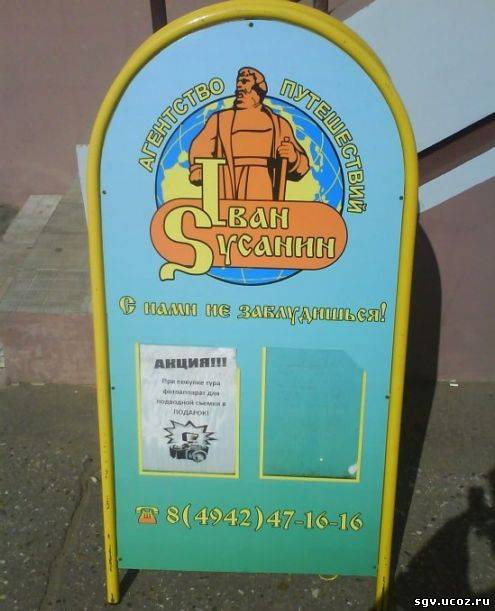 АГЕНТСТВО ПУТЕШЕСТВИЙ
Iван
Sусанин
С нами не заблудишься!
АКЦИЯ!!!
При покупке тура
фотоаппарат для
подводной съемки в
ПОДАРОК!
☎ 8(4942)47-16-16
sgv.ucoz.ru